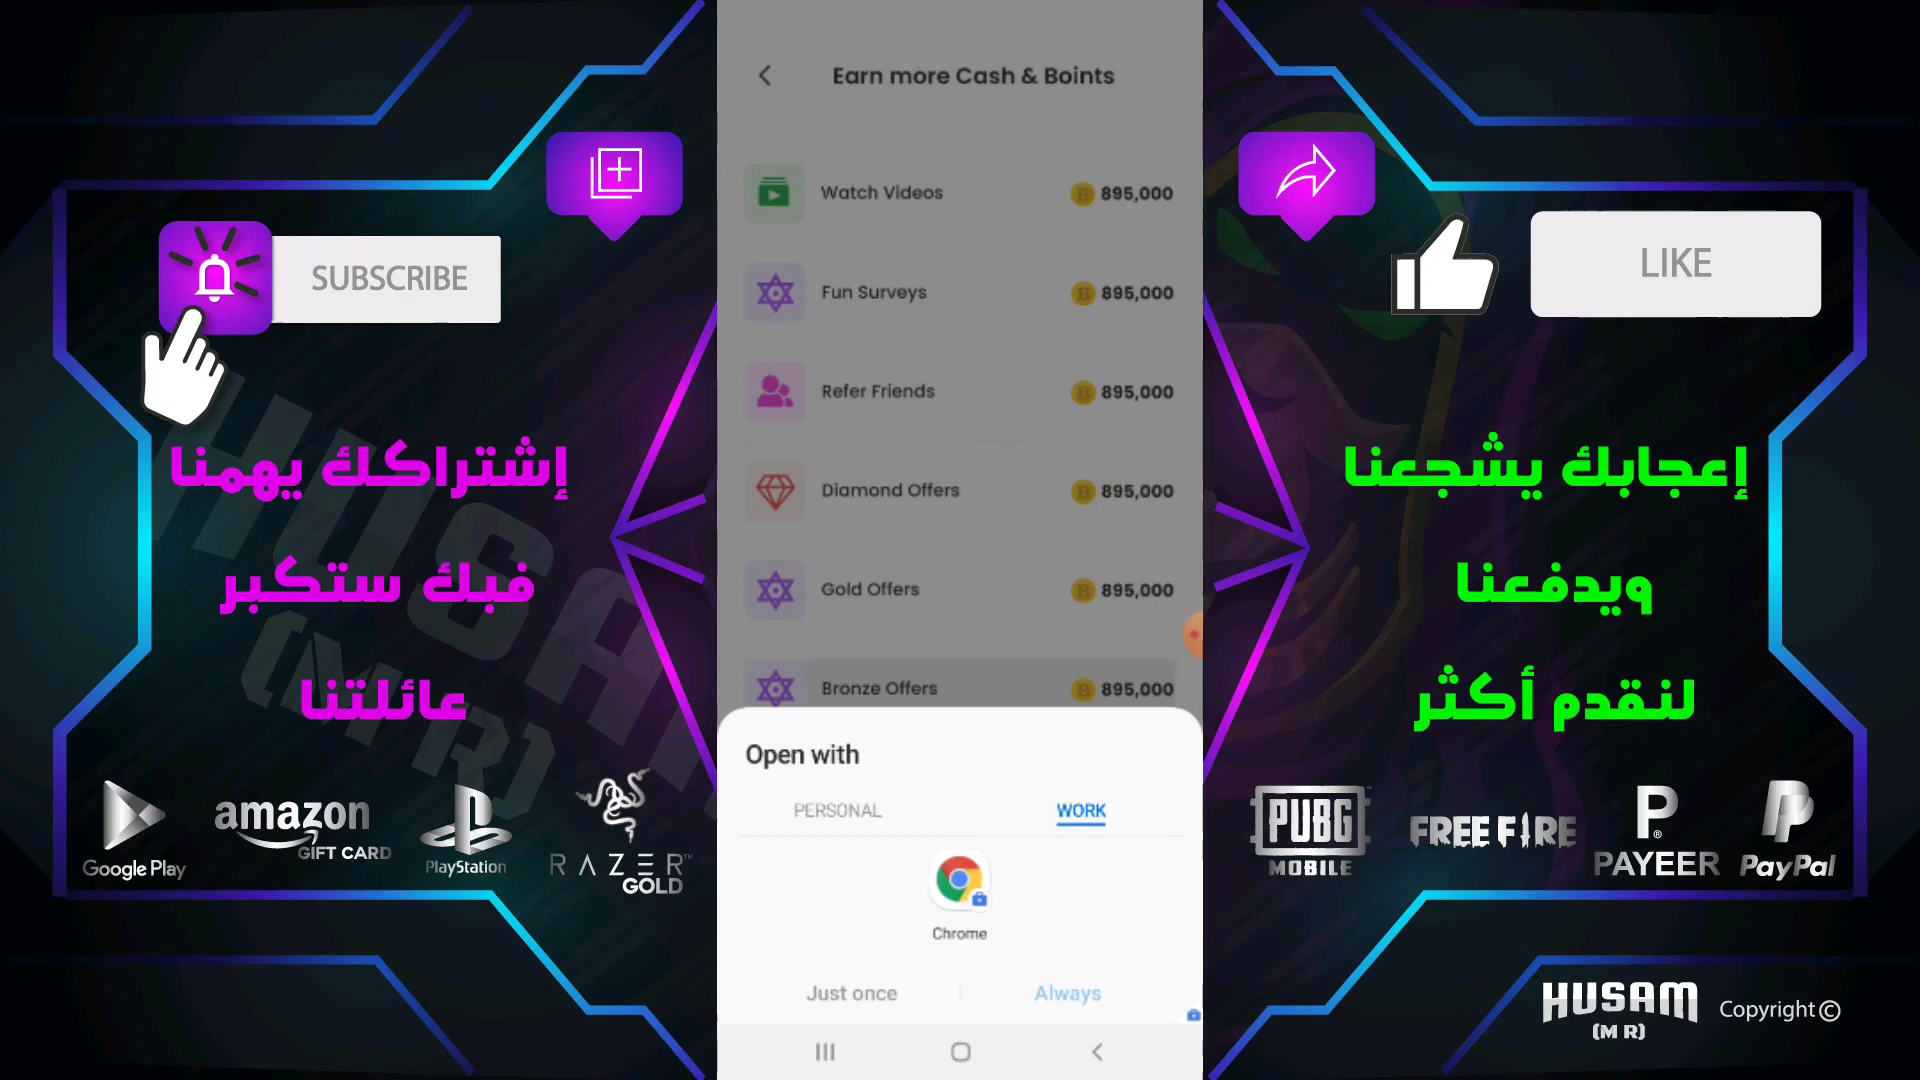 SUBSCRIBE
إشتراكك يهمنا
فبك ستكبر
عائلتنا
HUSAM
(M R)
Google Play
amazon
GIFT CARD
PlayStation
RAZER™
GOLD
Earn more Cash & Boints
Watch Videos 895,000
Fun Surveys 895,000
Refer Friends 895,000
Diamond Offers 895,000
Gold Offers 895,000
Bronze Offers 895,000
Open with
PERSONAL WORK
Chrome
Just once Always
LIKE
إعجابك يشجعنا
ويدفعنا
لنقدم أكثر
PUBG
MOBILE
FREE FIRE
PAYEER
PayPal
HUSAM
(M R)
Copyright ©